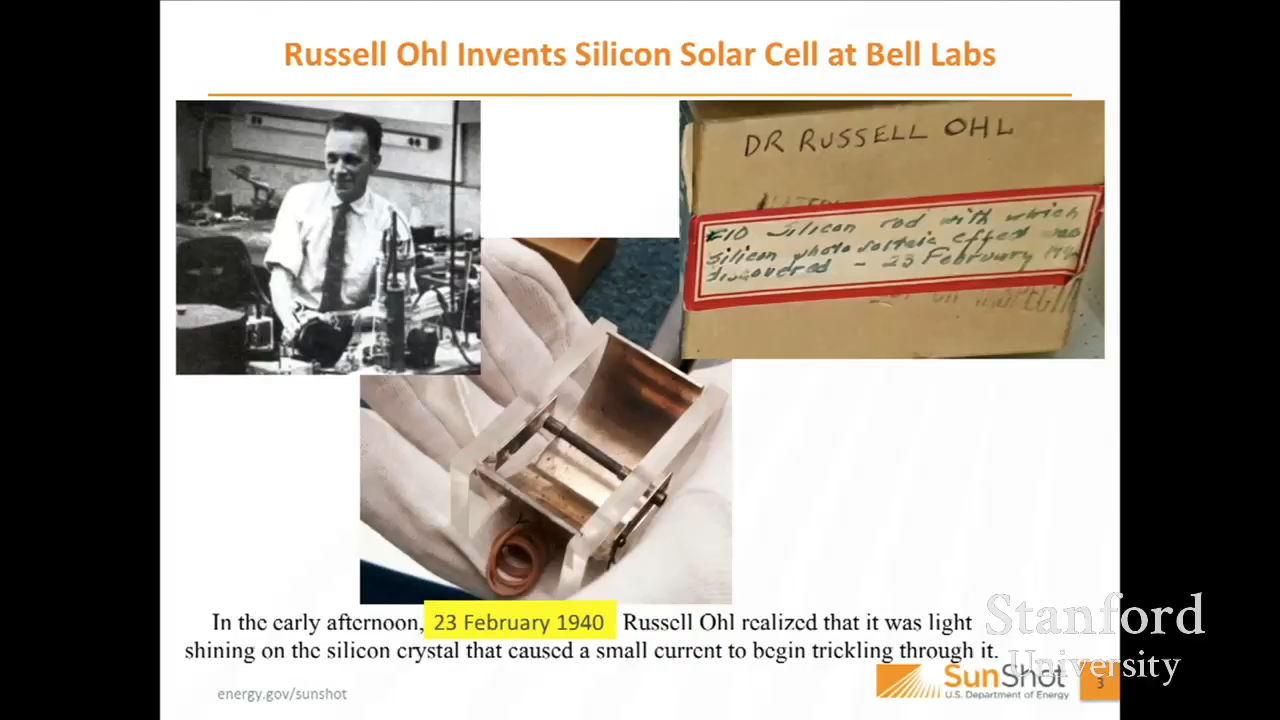 Russell Ohl Invents Silicon Solar Cell at Bell Labs
DR RUSSELL OHL
Silicon rod with which
silicon photo voltaic effect was
discovered - 23 February
In the early afternoon, 23 February 1940 Russell Ohl realized that it was light
shining on the silicon crystal that caused a small current to begin trickling through it.
energy.gov/sunshot
SunShot
U.S. Department of Energy
3
Stanford
University